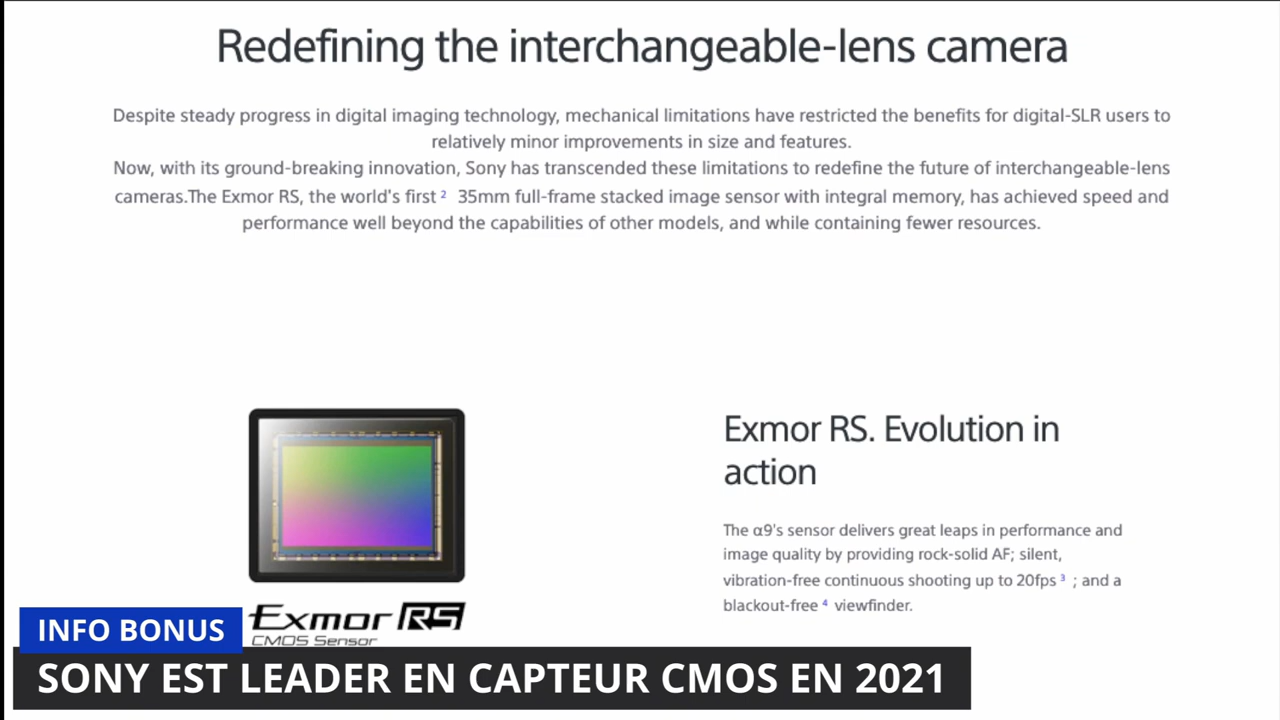 Redefining the interchangeable-lens camera
Despite steady progress in digital imaging technology, mechanical limitations have restricted the benefits for digital-SLR users to
relatively minor improvements in size and features.
Now, with its ground-breaking innovation, Sony has transcended these limitations to redefine the future of interchangeable-lens
cameras.The Exmor RS, the world's first ² 35mm full-frame stacked image sensor with integral memory, has achieved speed and
performance well beyond the capabilities of other models, and while containing fewer resources.
Exmor RS. Evolution in
action
The α9's sensor delivers great leaps in performance and
image quality by providing rock-solid AF; silent,
vibration-free continuous shooting up to 20fps ³ ; and a
blackout-free ⁴ viewfinder.
Exmor RS
CMOS Sensor
INFO BONUS
SONY EST LEADER EN CAPTEUR CMOS EN 2021